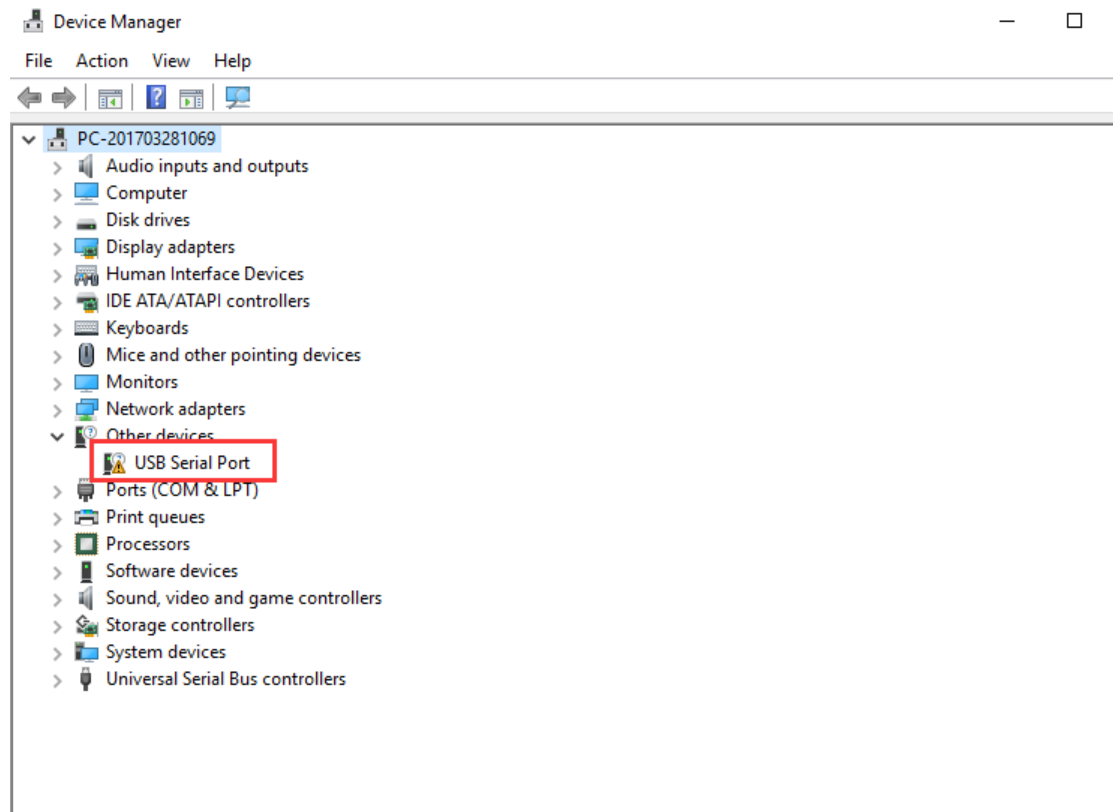 Device Manager
File Action View Help
PC-201703281069
Audio inputs and outputs
Computer
Disk drives
Display adapters
Human Interface Devices
IDE ATA/ATAPI controllers
Keyboards
Mice and other pointing devices
Monitors
Network adapters
Other devices
USB Serial Port
Ports (COM & LPT)
Print queues
Processors
Software devices
Sound, video and game controllers
Storage controllers
System devices
Universal Serial Bus controllers